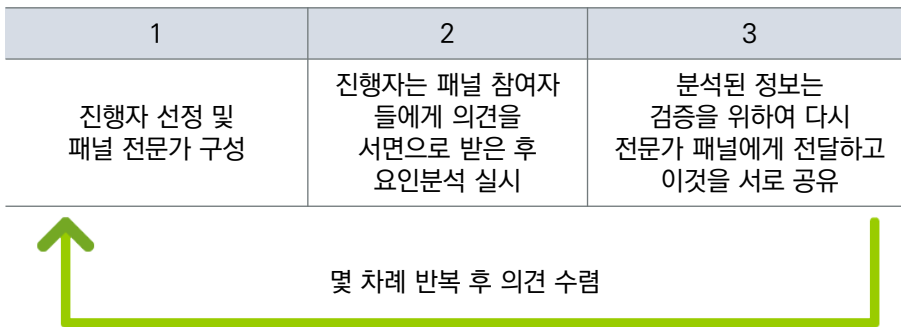 1
2
3
진행자 선정 및
패널 전문가 구성
진행자는 패널 참여자
들에게 의견을
서면으로 받은 후
요인분석 실시
분석된 정보는
검증을 위하여 다시
전문가 패널에게 전달하고
이것을 서로 공유
몇 차례 반복 후 의견 수렴